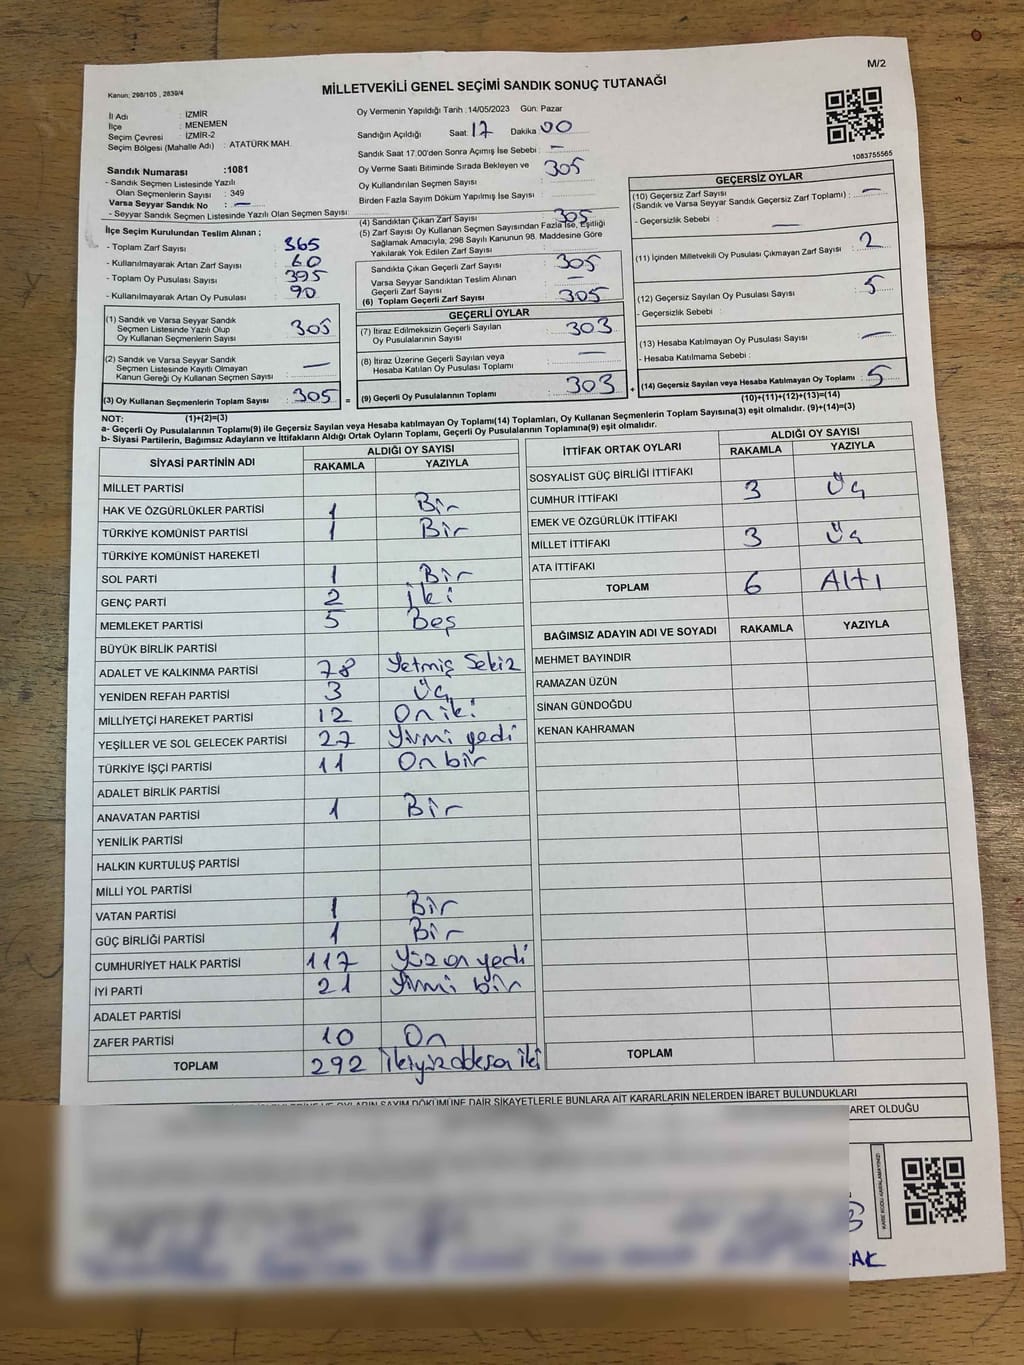 M/2
Kanun: 298/105 , 2839/4
MİLLETVEKİLİ GENEL SEÇİMİ SANDIK SONUÇ TUTANAĞI
İl Adı : İZMİR
İlçe : MENEMEN
Seçim Çevresi : İZMİR-2
Seçim Bölgesi (Mahalle Adı) : ATATÜRK MAH.
Sandık Numarası :1081
- Sandık Seçmen Listesinde Yazılı
Olan Seçmenlerin Sayısı : 349
Varsa Seyyar Sandık No : —
- Seyyar Sandık Seçmen Listesinde Yazılı Olan Seçmen Sayısı:
İlçe Seçim Kurulundan Teslim Alınan ;
- Toplam Zarf Sayısı : 365
- Kullanılmayarak Artan Zarf Sayısı : 60
- Toplam Oy Pusulası Sayısı : 395
- Kullanılmayarak Artan Oy Pusulası : 90
(1) Sandık ve Varsa Seyyar Sandık
Seçmen Listesinde Yazılı Olup
Oy Kullanan Seçmenlerin Sayısı : 305
(2) Sandık ve Varsa Seyyar Sandık
Seçmen Listesinde Kayıtlı Olmayan
Kanun Gereği Oy Kullanan Seçmen Sayısı : —
(3) Oy Kullanan Seçmenlerin Toplam Sayısı : 305 =
(1)+(2)=(3)
Oy Vermenin Yapıldığı Tarih :14/05/2023 Gün: Pazar
Sandığın Açıldığı Saat 17 Dakika 00
Sandık Saat 17.00'den Sonra Açımış İse Sebebi : —
Oy Verme Saati Bitiminde Sırada Bekleyen ve
Oy Kullandırılan Seçmen Sayısı : 305
Birden Fazla Sayım Döküm Yapılmış İse Sayısı :
(4) Sandıktan Çıkan Zarf Sayısı : 305
(5) Zarf Sayısı Oy Kullanan Seçmen Sayısından Fazla İse, Eşitliği
Sağlamak Amacıyla, 298 Sayılı Kanunun 98. Maddesine Göre
Yakılarak Yok Edilen Zarf Sayısı :
Sandıkta Çıkan Geçerli Zarf Sayısı : 305
Varsa Seyyar Sandıktan Teslim Alınan
Geçerli Zarf Sayısı : —
(6) Toplam Geçerli Zarf Sayısı : 305
GEÇERLİ OYLAR
(7) İtiraz Edilmeksizin Geçerli Sayılan
Oy Pusulalarının Sayısı : 303
(8) İtiraz Üzerine Geçerli Sayılan veya
Hesaba Katılan Oy Pusulası Toplamı : —
(9) Geçerli Oy Pusulalarının Toplamı : 303 +
1083755565
GEÇERSİZ OYLAR
(10) Geçersiz Zarf Sayısı
(Sandık ve Varsa Seyyar Sandık Geçersiz Zarf Toplamı) : —
- Geçersizlik Sebebi : —
(11) İçinden Milletvekili Oy Pusulası Çıkmayan Zarf Sayısı : 2
(12) Geçersiz Sayılan Oy Pusulası Sayısı : 5
- Geçersizlik Sebebi :
(13) Hesaba Katılmayan Oy Pusulası Sayısı : —
- Hesaba Katılmama Sebebi :
(14) Geçersiz Sayılan veya Hesaba Katılmayan Oy Toplamı : 5
(10)+(11)+(12)+(13)=(14)
NOT:
a- Geçerli Oy Pusulalarının Toplamı(9) ile Geçersiz Sayılan veya Hesaba katılmayan Oy Toplamı(14) Toplamları, Oy Kullanan Seçmenlerin Toplam Sayısına(3) eşit olmalıdır. (9)+(14)=(3)
b- Siyasi Partilerin, Bağımsız Adayların ve İttifakların Aldığı Ortak Oyların Toplamı, Geçerli Oy Pusulalarının Toplamına(9) eşit olmalıdır.
SİYASİ PARTİNİN ADI ALDIĞI OY SAYISI
RAKAMLA YAZIYLA
MİLLET PARTİSİ
HAK VE ÖZGÜRLÜKLER PARTİSİ 1 Bir
TÜRKİYE KOMÜNİST PARTİSİ 1 Bir
TÜRKİYE KOMÜNİST HAREKETİ
SOL PARTİ 1 Bir
GENÇ PARTİ 2 iki
MEMLEKET PARTİSİ 5 Beş
BÜYÜK BİRLİK PARTİSİ
ADALET VE KALKINMA PARTİSİ 78 Yetmiş Sekiz
YENİDEN REFAH PARTİSİ 3 Üç
MİLLİYETÇİ HAREKET PARTİSİ 12 On iki
YEŞİLLER VE SOL GELECEK PARTİSİ 27 Yirmi yedi
TÜRKİYE İŞÇİ PARTİSİ 11 On bir
ADALET BİRLİK PARTİSİ
ANAVATAN PARTİSİ 1 Bir
YENİLİK PARTİSİ
HALKIN KURTULUŞ PARTİSİ
MİLLİ YOL PARTİSİ
VATAN PARTİSİ 1 Bir
GÜÇ BİRLİĞİ PARTİSİ 1 Bir
CUMHURİYET HALK PARTİSİ 117 Yüz on yedi
İYİ PARTİ 21 Yirmi bir
ADALET PARTİSİ
ZAFER PARTİSİ 10 On
TOPLAM 292 İkiyüzdoksan iki
İTTİFAK ORTAK OYLARI ALDIĞI OY SAYISI
RAKAMLA YAZIYLA
SOSYALIST GÜÇ BİRLİĞİ İTTİFAKI
CUMHUR İTTİFAKI 3 Üç
EMEK VE ÖZGÜRLÜK İTTİFAKI
MİLLET İTTİFAKI 3 Üç
ATA İTTİFAKI
TOPLAM 6 Altı
BAĞIMSIZ ADAYIN ADI VE SOYADI RAKAMLA YAZIYLA
MEHMET BAYINDIR
RAMAZAN ÜZÜN
SİNAN GÜNDOĞDU
KENAN KAHRAMAN
TOPLAM
OYLARIN SAYIM DÖKÜMÜNE DAİR ŞİKAYETLERLE BUNLARA AİT KARARLARIN NELERDEN İBARET BULUNDUKLARI
ARET OLDUĞU
KARE KODU KARALAMAYINIZ!
AK